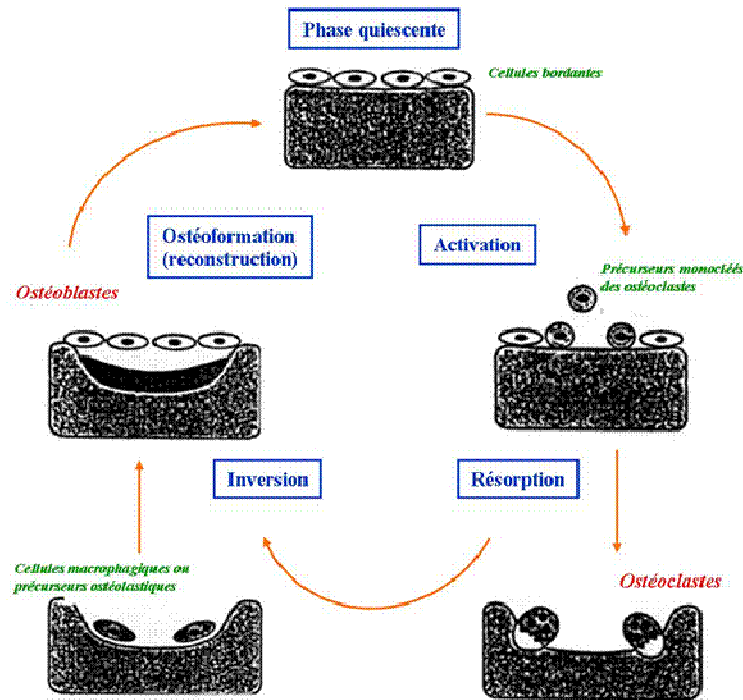 Phase quiescente
Cellules bordantes
Ostéoformation
(reconstruction)
Activation
Ostéoblastes
Précurseurs monocléés
des ostéoclastes
Inversion
Résorption
Cellules macrophagiques ou
précurseurs ostéolastiques
Ostéoclastes